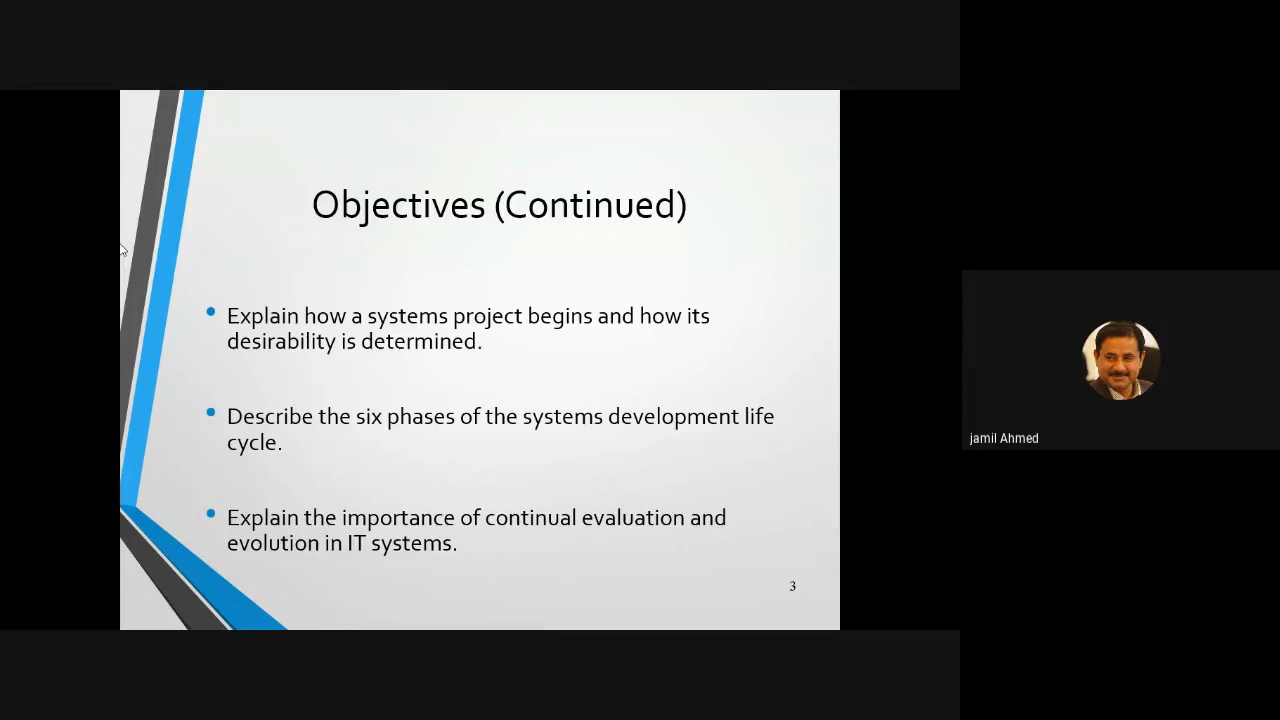 Objectives (Continued)
• Explain how a systems project begins and how its
desirability is determined.
• Describe the six phases of the systems development life
cycle.
• Explain the importance of continual evaluation and
evolution in IT systems.
3
jamil Ahmed